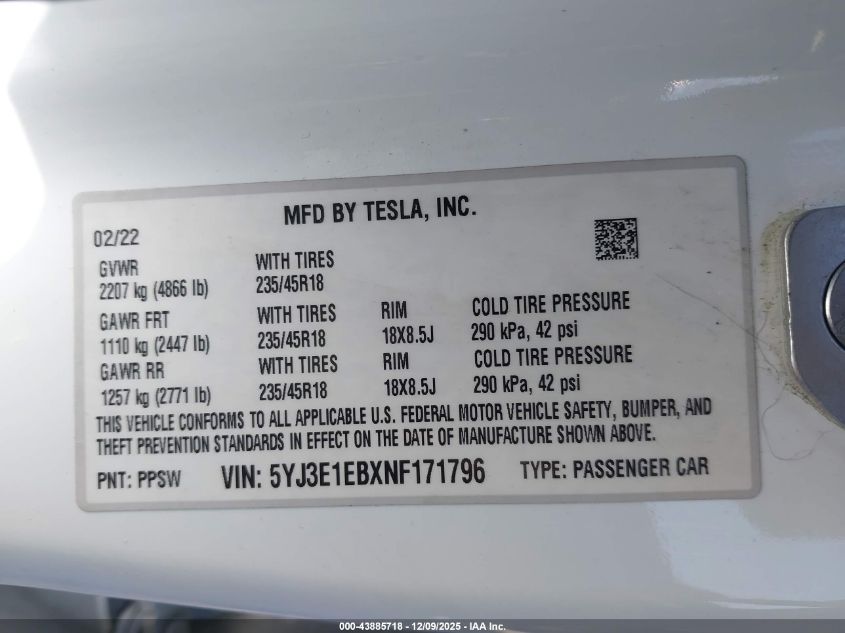 MFD BY TESLA, INC.
02/22
GVWR WITH TIRES
2207 kg (4866 lb) 235/45R18
GAWR FRT WITH TIRES RIM COLD TIRE PRESSURE
1110 kg (2447 lb) 235/45R18 18X8.5J 290 kPa, 42 psi
GAWR RR WITH TIRES RIM COLD TIRE PRESSURE
1257 kg (2771 lb) 235/45R18 18X8.5J 290 kPa, 42 psi
THIS VEHICLE CONFORMS TO ALL APPLICABLE U.S. FEDERAL MOTOR VEHICLE SAFETY, BUMPER, AND
THEFT PREVENTION STANDARDS IN EFFECT ON THE DATE OF MANUFACTURE SHOWN ABOVE.
PNT: PPSW VIN: 5YJ3E1EBXNF171796 TYPE: PASSENGER CAR
000-43885718 - 12/09/2025 - IAA Inc.